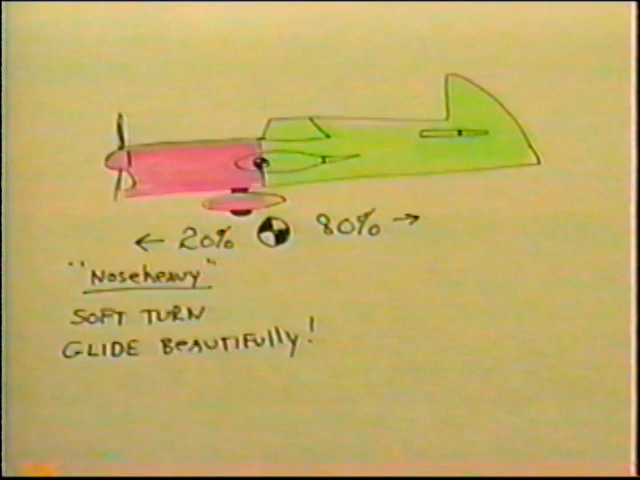 ← 20% 80% →
"Noseheavy"
SOFT TURN
GLIDE BEAUTIFULLY!